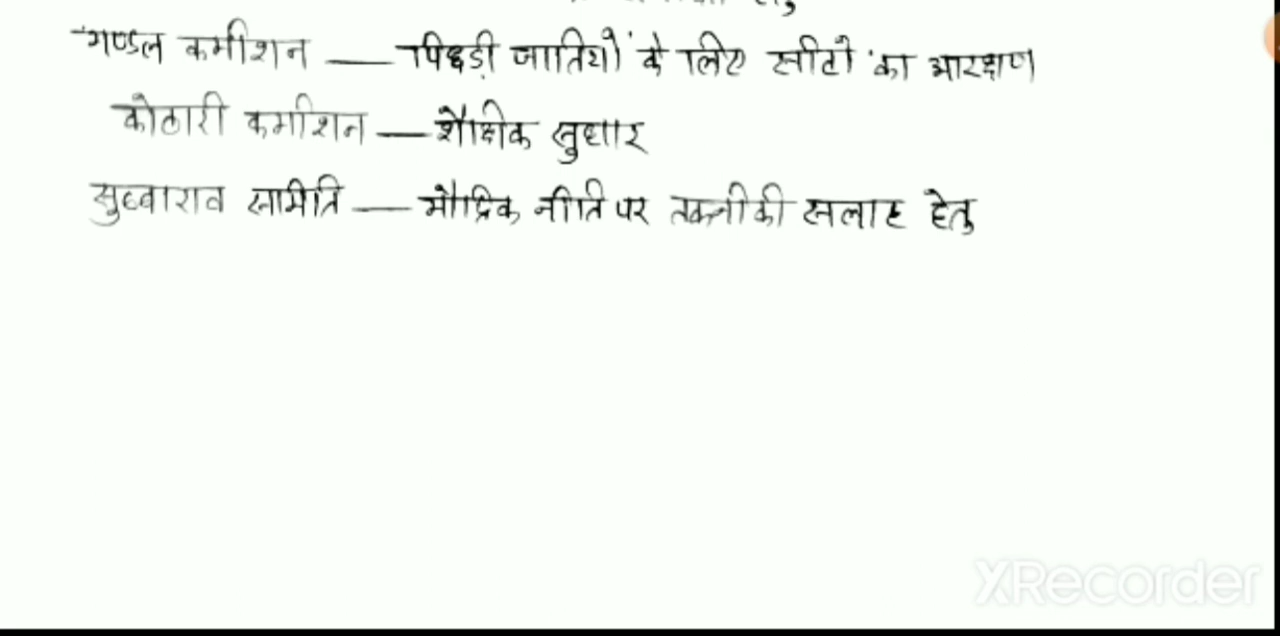 मण्डल कमीशन — पिछड़ी जातियों के लिए सीटों का आरक्षण
कोठारी कमीशन — शैक्षिक सुधार
सुब्बाराव समिति — मौद्रिक नीति पर तकनीकी सलाह हेतु
XRecorder